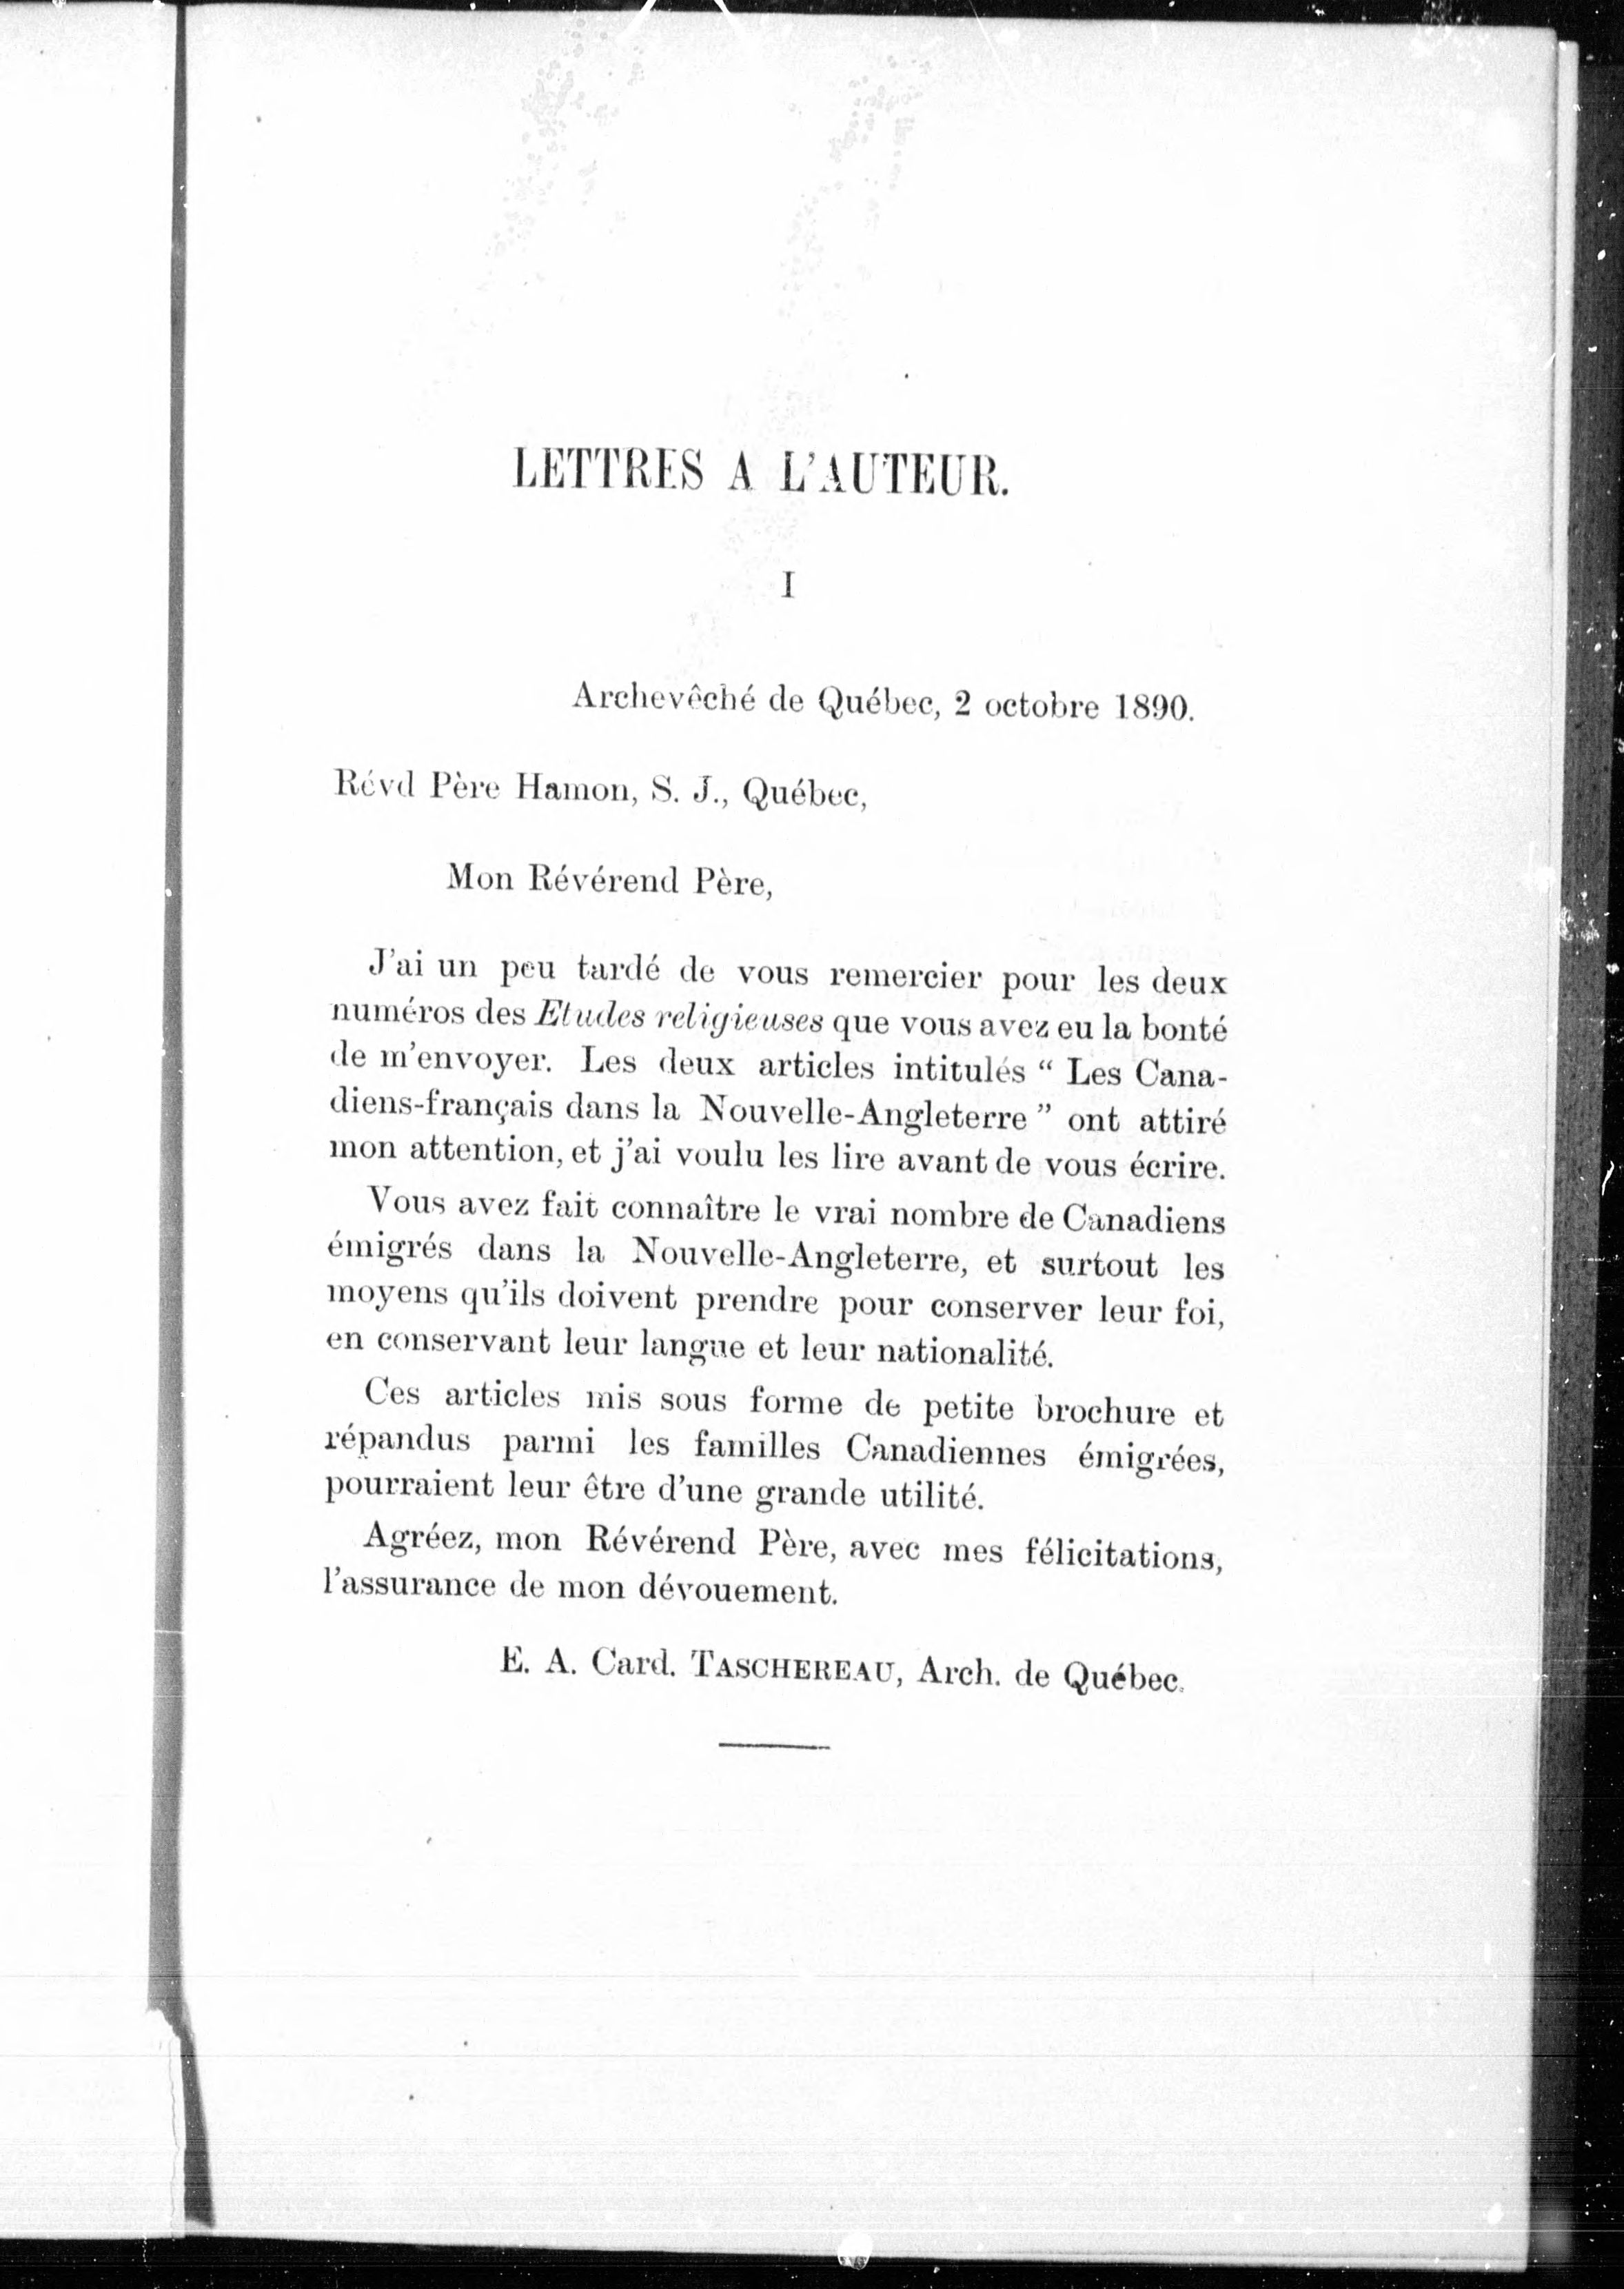 LETTRES A L'AUTEUR.
I
Archevêché de Québec, 2 octobre 1890.
Révd Père Hamon, S. J., Québec,
Mon Révérend Père,
J'ai un peu tardé de vous remercier pour les deux
numéros des Etudes religieuses que vous avez eu la bonté
de m'envoyer. Les deux articles intitulés " Les Cana-
diens-français dans la Nouvelle-Angleterre " ont attiré
mon attention, et j'ai voulu les lire avant de vous écrire.
Vous avez fait connaître le vrai nombre de Canadiens
émigrés dans la Nouvelle-Angleterre, et surtout les
moyens qu'ils doivent prendre pour conserver leur foi,
en conservant leur langue et leur nationalité.
Ces articles mis sous forme de petite brochure et
répandus parmi les familles Canadiennes émigrées,
pourraient leur être d'une grande utilité.
Agréez, mon Révérend Père, avec mes félicitations,
l'assurance de mon dévouement.
E. A. Card. TASCHEREAU, Arch. de Québec.